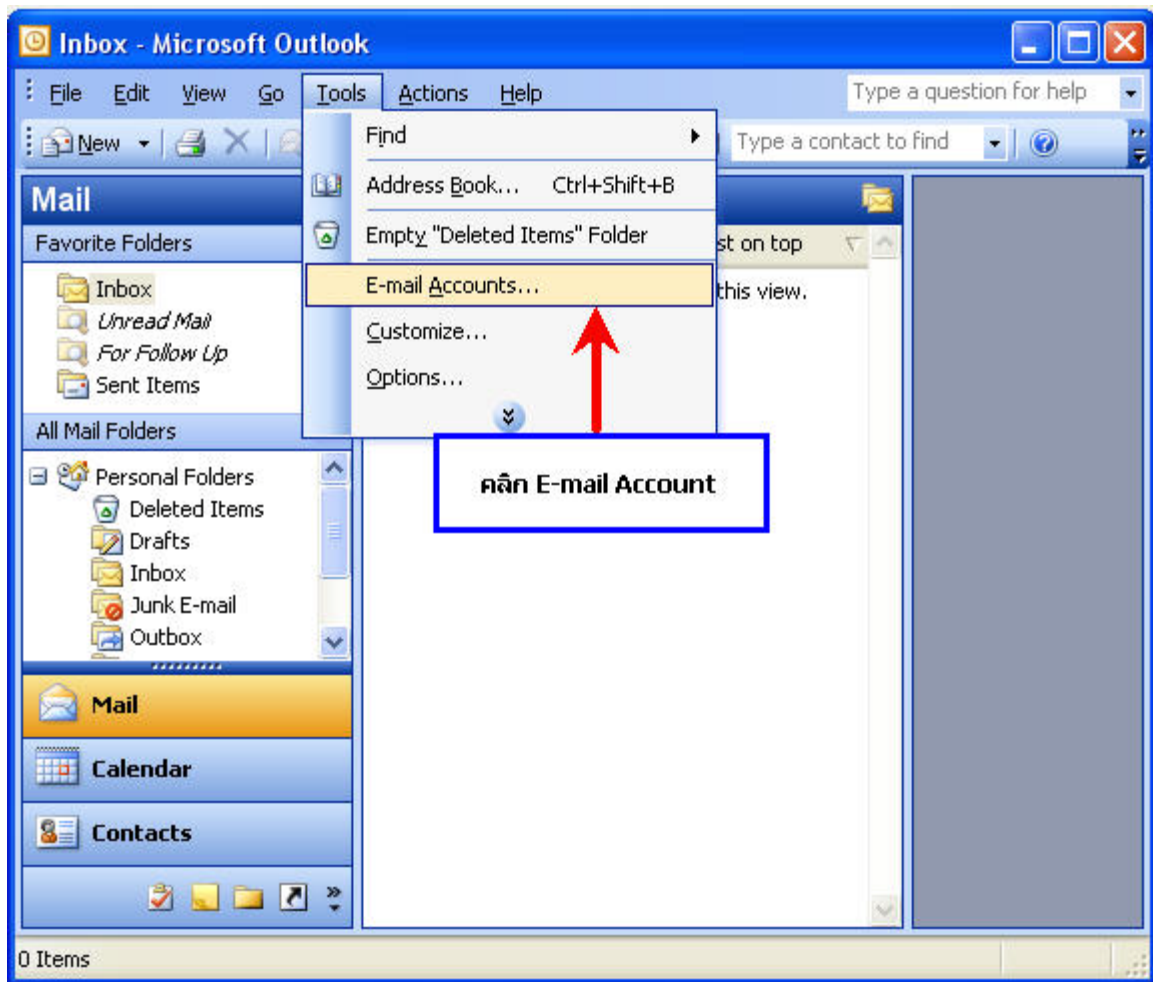 Inbox - Microsoft Outlook
File Edit View Go Tools Actions Help Type a question for help
New Type a contact to find
Find
Address Book... Ctrl+Shift+B
Empty "Deleted Items" Folder
E-mail Accounts...
Customize...
Options...
Mail
Favorite Folders
st on top
Inbox
this view.
Unread Mail
For Follow Up
Sent Items
All Mail Folders
Personal Folders
Deleted Items
Drafts
Inbox
Junk E-mail
Outbox
คลิก E-mail Account
Mail
Calendar
Contacts
0 Items